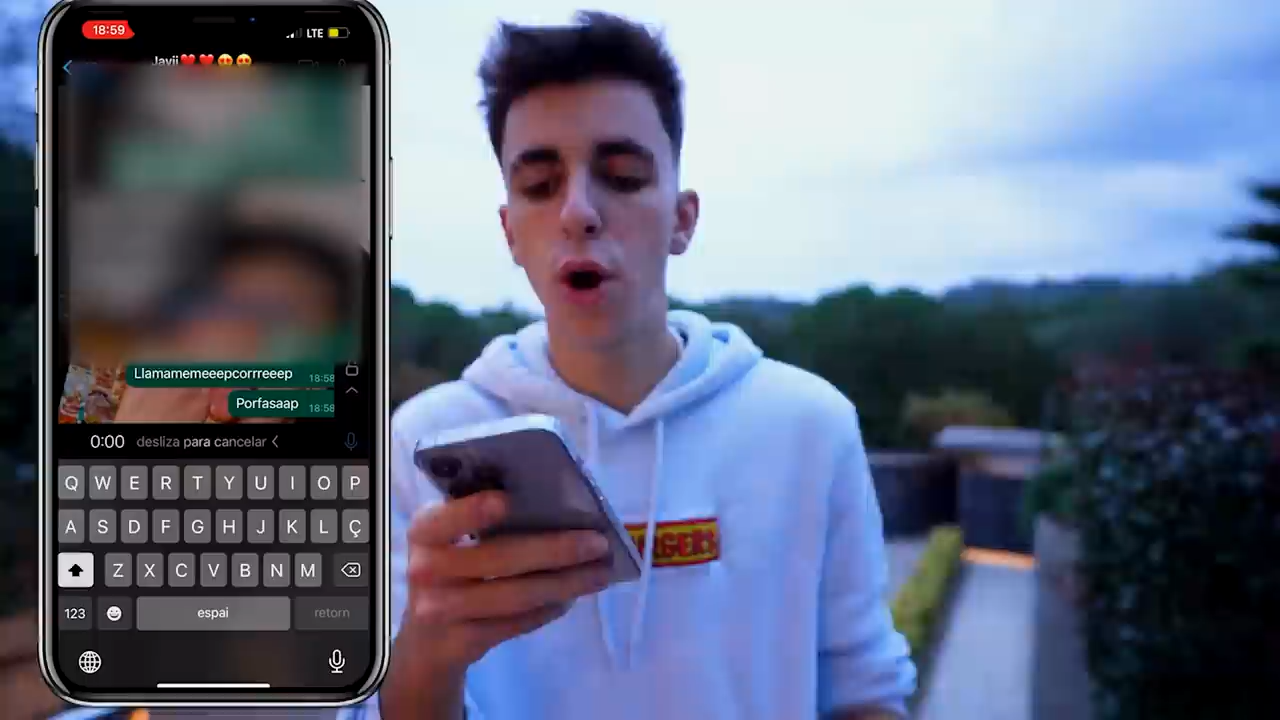 18:59
LTE
Javii❤️❤️😍😍
Llamamemeeepcorrreeep
18:58
Porfasaap
18:58
0:00 desliza para cancelar <
Q W E R T Y U I O P
A S D F G H J K L Ç
Z X C V B N M
123 espai retorn